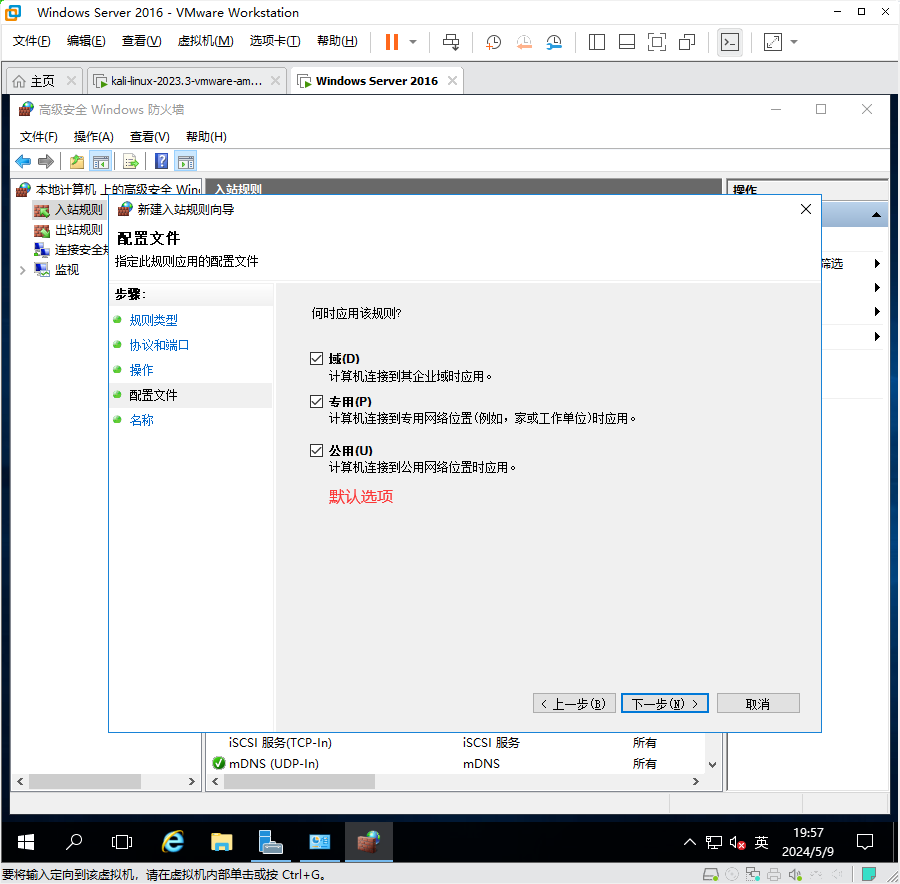 Windows Server 2016 - VMware Workstation
文件(F) 编辑(E) 查看(V) 虚拟机(M) 选项卡(T) 帮助(H)
主页 kali-linux-2023.3-vmware-am... Windows Server 2016
高级安全 Windows 防火墙
文件(F) 操作(A) 查看(V) 帮助(H)
本地计算机 上的高级安全 Win
入站规则
出站规则
连接安全规
监视
入站规则
操作
筛选
新建入站规则向导
配置文件
指定此规则应用的配置文件
步骤:
规则类型
协议和端口
操作
配置文件
名称
何时应用该规则?
域(D)
计算机连接到其企业域时应用。
专用(P)
计算机连接到专用网络位置(例如，家或工作单位)时应用。
公用(U)
计算机连接到公用网络位置时应用。
默认选项
< 上一步(B) 下一步(N) > 取消
iSCSI 服务(TCP-In) iSCSI 服务 所有
mDNS (UDP-In) mDNS 所有
英
19:57
2024/5/9
要将输入定向到该虚拟机，请在虚拟机内部单击或按 Ctrl+G。